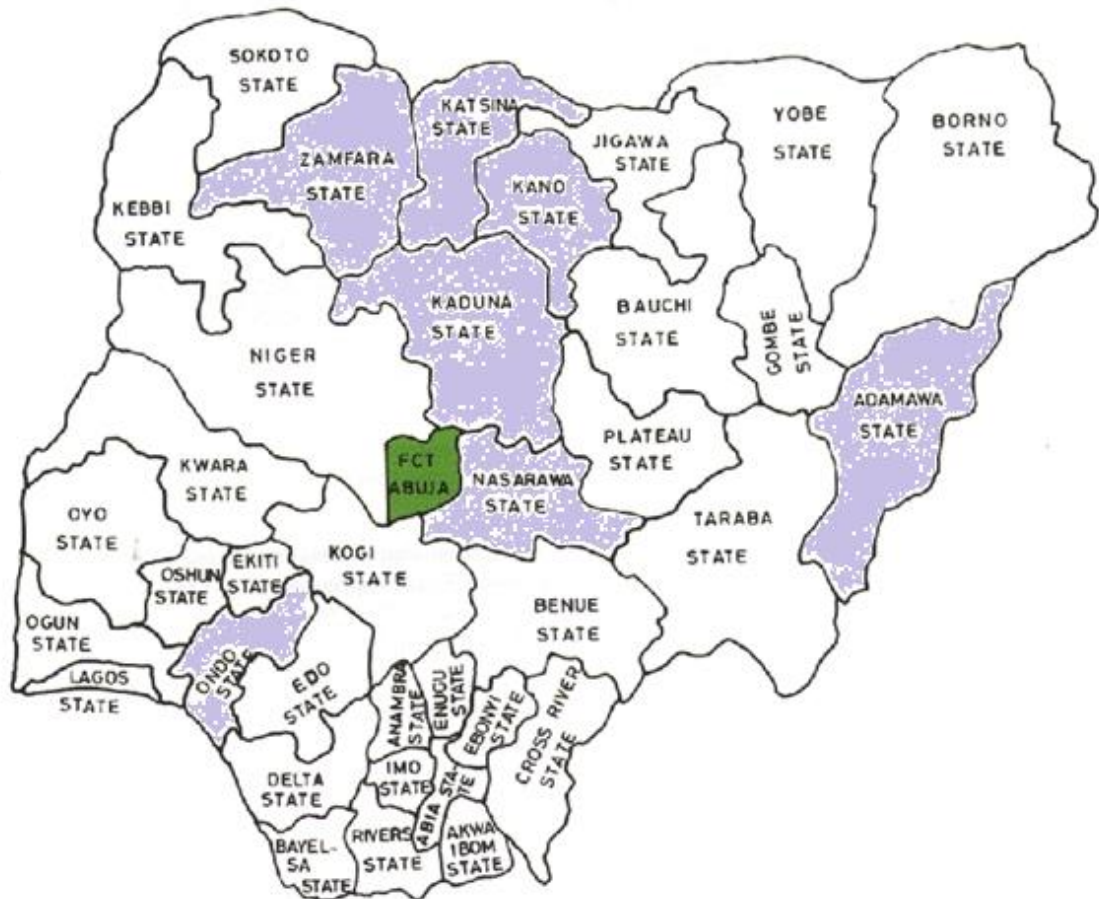 SOKOTO
STATE
KATSINA
STATE
YOBE
STATE
BORNO
STATE
JIGAWA
STATE
ZAMFARA
STATE
KANO
STATE
KEBBI
STATE
KADUNA
STATE
BAUCHI
STATE
GOMBE
STATE
NIGER
STATE
ADAMAWA
STATE
PLATEAU
STATE
FCT
ABUJA
NASARAWA
STATE
KWARA
STATE
OYO
STATE
TARABA
STATE
KOGI
STATE
EKITI
STATE
OSHUN
STATE
BENUE
STATE
OGUN
STATE
LAGOS
STATE
ONDO
STATE
EDO
STATE
ANAMBRA
STATE
ENUGU
STATE
EBONYI
STATE
CROSS RIVER
STATE
DELTA
STATE
IMO
STATE
ABIA STA-
TE
BAYEL-
SA STATE
RIVERS
STATE
AKWA
IBOM
STATE